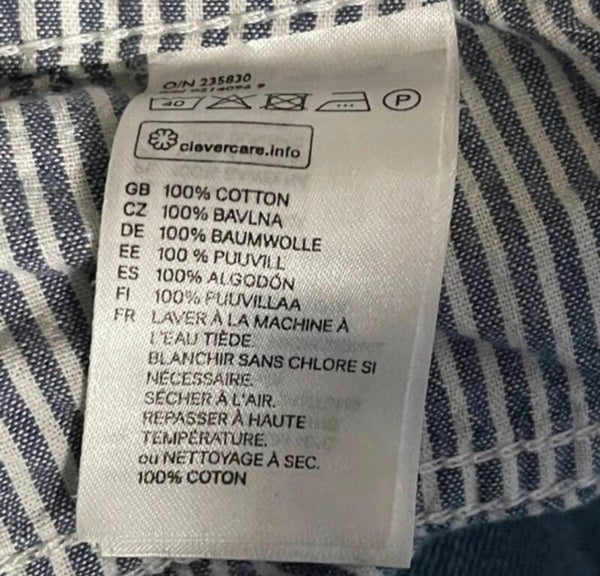 O/N 235830
40 P
clevercare.info
GB 100% COTTON
CZ 100% BAVLNA
DE 100% BAUMWOLLE
EE 100 % PUUVILL
ES 100% ALGODÓN
FI 100% PUUVILLAA
FR LAVER À LA MACHINE À
L'EAU TIÈDE.
BLANCHIR SANS CHLORE SI
NÉCESSAIRE.
SÉCHER À L'AIR.
REPASSER À HAUTE
TEMPÉRATURE.
ou NETTOYAGE À SEC.
100% COTON